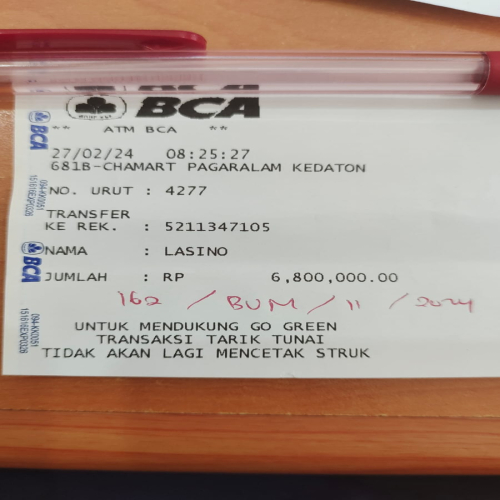 BCA
** ATM BCA **
27/02/24 08:25:27
681B-CHAMART PAGARALAM KEDATON
NO. URUT : 4277
TRANSFER
KE REK. : 5211347105
NAMA : LASINO
JUMLAH : RP 6,800,000.00
162 / BUM / 11 / 2024
UNTUK MENDUKUNG GO GREEN
TRANSAKSI TARIK TUNAI
TIDAK AKAN LAGI MENCETAK STRUK
BCA
BCA